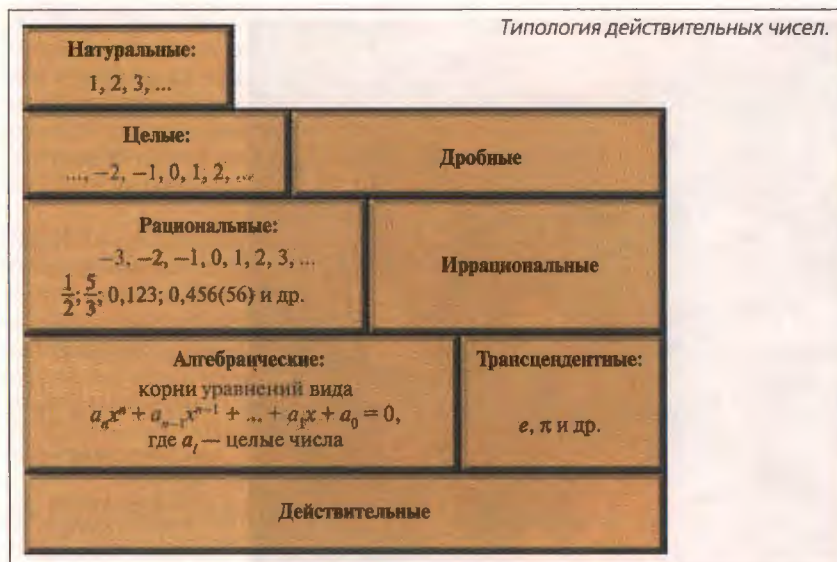 Типология действительных чисел.
Натуральные:
1, 2, 3, ...
Целые:
..., −2, −1, 0, 1, 2, ...
Дробные
Рациональные:
−3, −2, −1, 0, 1, 2, 3, ...
1/2; 5/3; 0,123; 0,456(56) и др.
Иррациональные
Алгебраические:
корни уравнений вида
aₙxⁿ + aₙ₋₁xⁿ⁻¹ + ... + a₁x + a₀ = 0,
где aᵢ — целые числа
Трансцендентные:
e, π и др.
Действительные